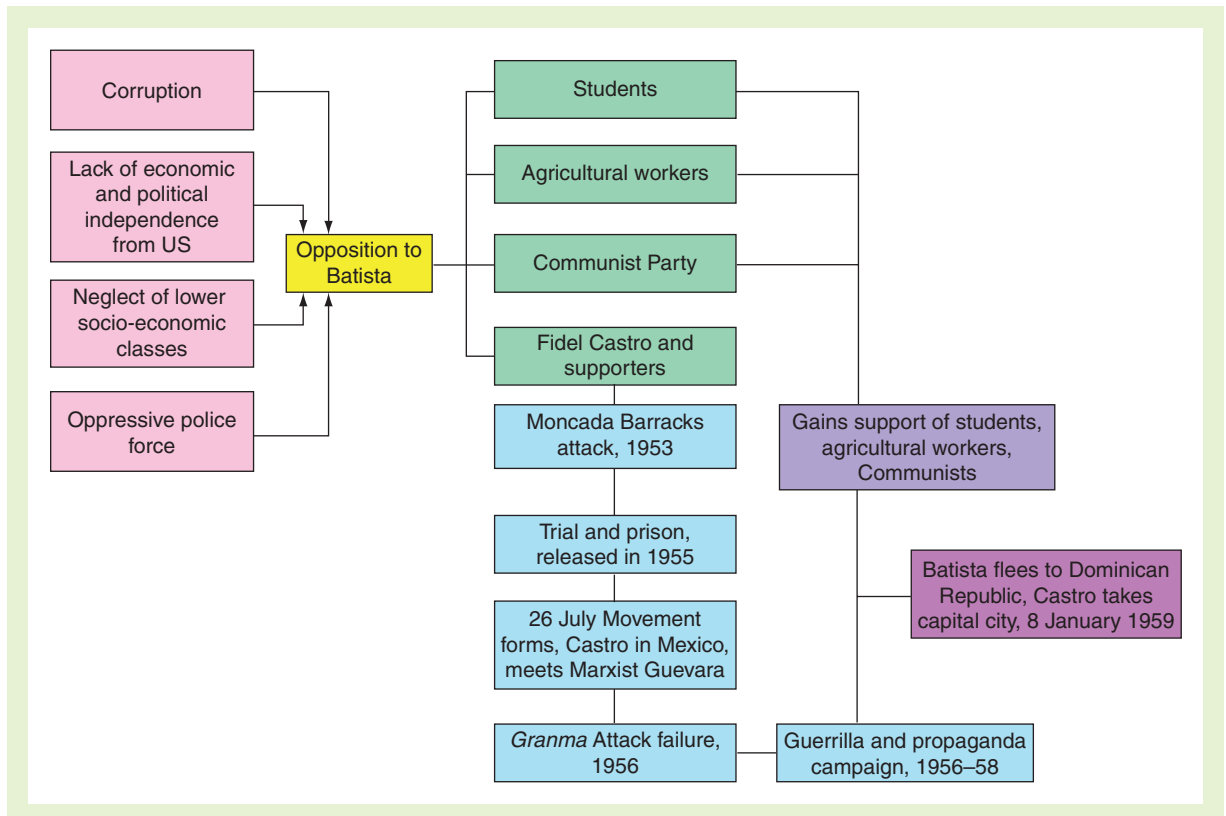 Corruption
Lack of economic
and political
independence
from US
Neglect of lower
socio-economic
classes
Oppressive police
force
Opposition to
Batista
Students
Agricultural workers
Communist Party
Fidel Castro and
supporters
Moncada Barracks
attack, 1953
Trial and prison,
released in 1955
26 July Movement
forms, Castro in Mexico,
meets Marxist Guevara
Granma Attack failure,
1956
Guerrilla and propaganda
campaign, 1956–58
Gains support of students,
agricultural workers,
Communists
Batista flees to Dominican
Republic, Castro takes
capital city, 8 January 1959